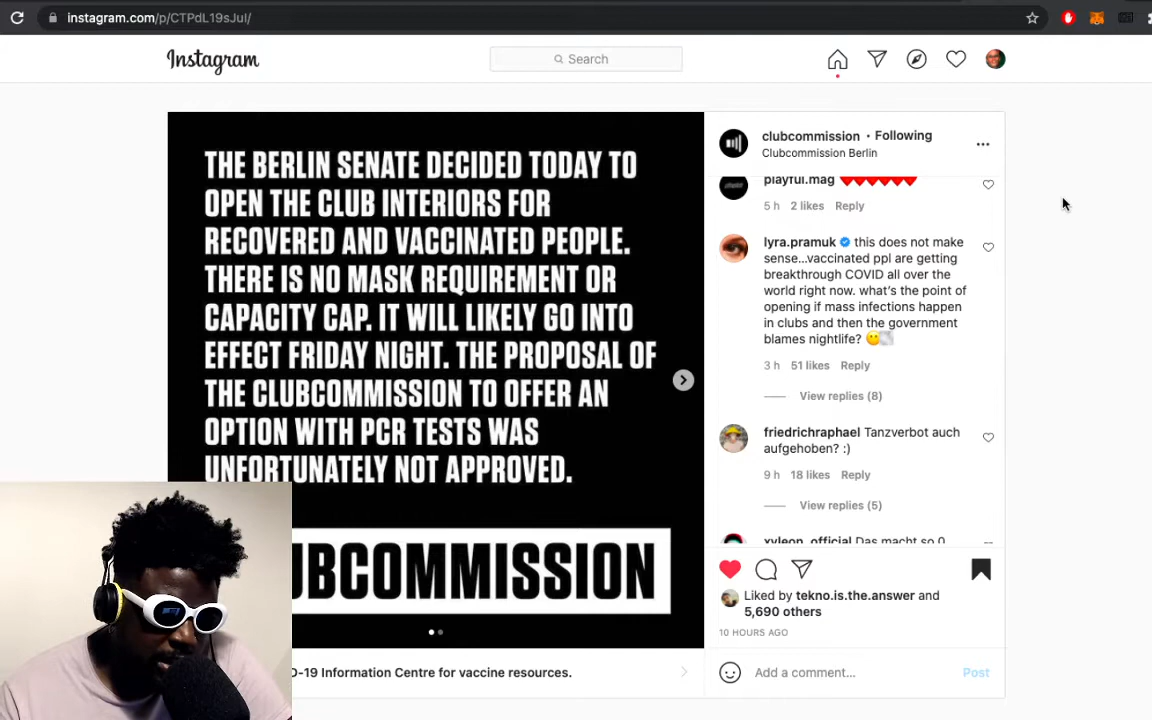 instagram.com/p/CTPdL19sJul/
Instagram
Search
THE BERLIN SENATE DECIDED TODAY TO
OPEN THE CLUB INTERIORS FOR
RECOVERED AND VACCINATED PEOPLE.
THERE IS NO MASK REQUIREMENT OR
CAPACITY CAP. IT WILL LIKELY GO INTO
EFFECT FRIDAY NIGHT. THE PROPOSAL OF
THE CLUBCOMMISSION TO OFFER AN
OPTION WITH PCR TESTS WAS
UNFORTUNATELY NOT APPROVED.
UBCOMMISSION
D-19 Information Centre for vaccine resources.
clubcommission • Following
Clubcommission Berlin
playful.mag
5 h 2 likes Reply
lyra.pramuk this does not make
sense...vaccinated ppl are getting
breakthrough COVID all over the
world right now. what's the point of
opening if mass infections happen
in clubs and then the government
blames nightlife?
3 h 51 likes Reply
View replies (8)
friedrichraphael Tanzverbot auch
aufgehoben? :)
9 h 18 likes Reply
View replies (5)
xyleon_official Das macht so 0
Liked by tekno.is.the.answer and
5,690 others
10 HOURS AGO
Add a comment...
Post